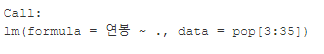 Call:
lm(formula = 연봉 ~ ., data = pop[3:35])